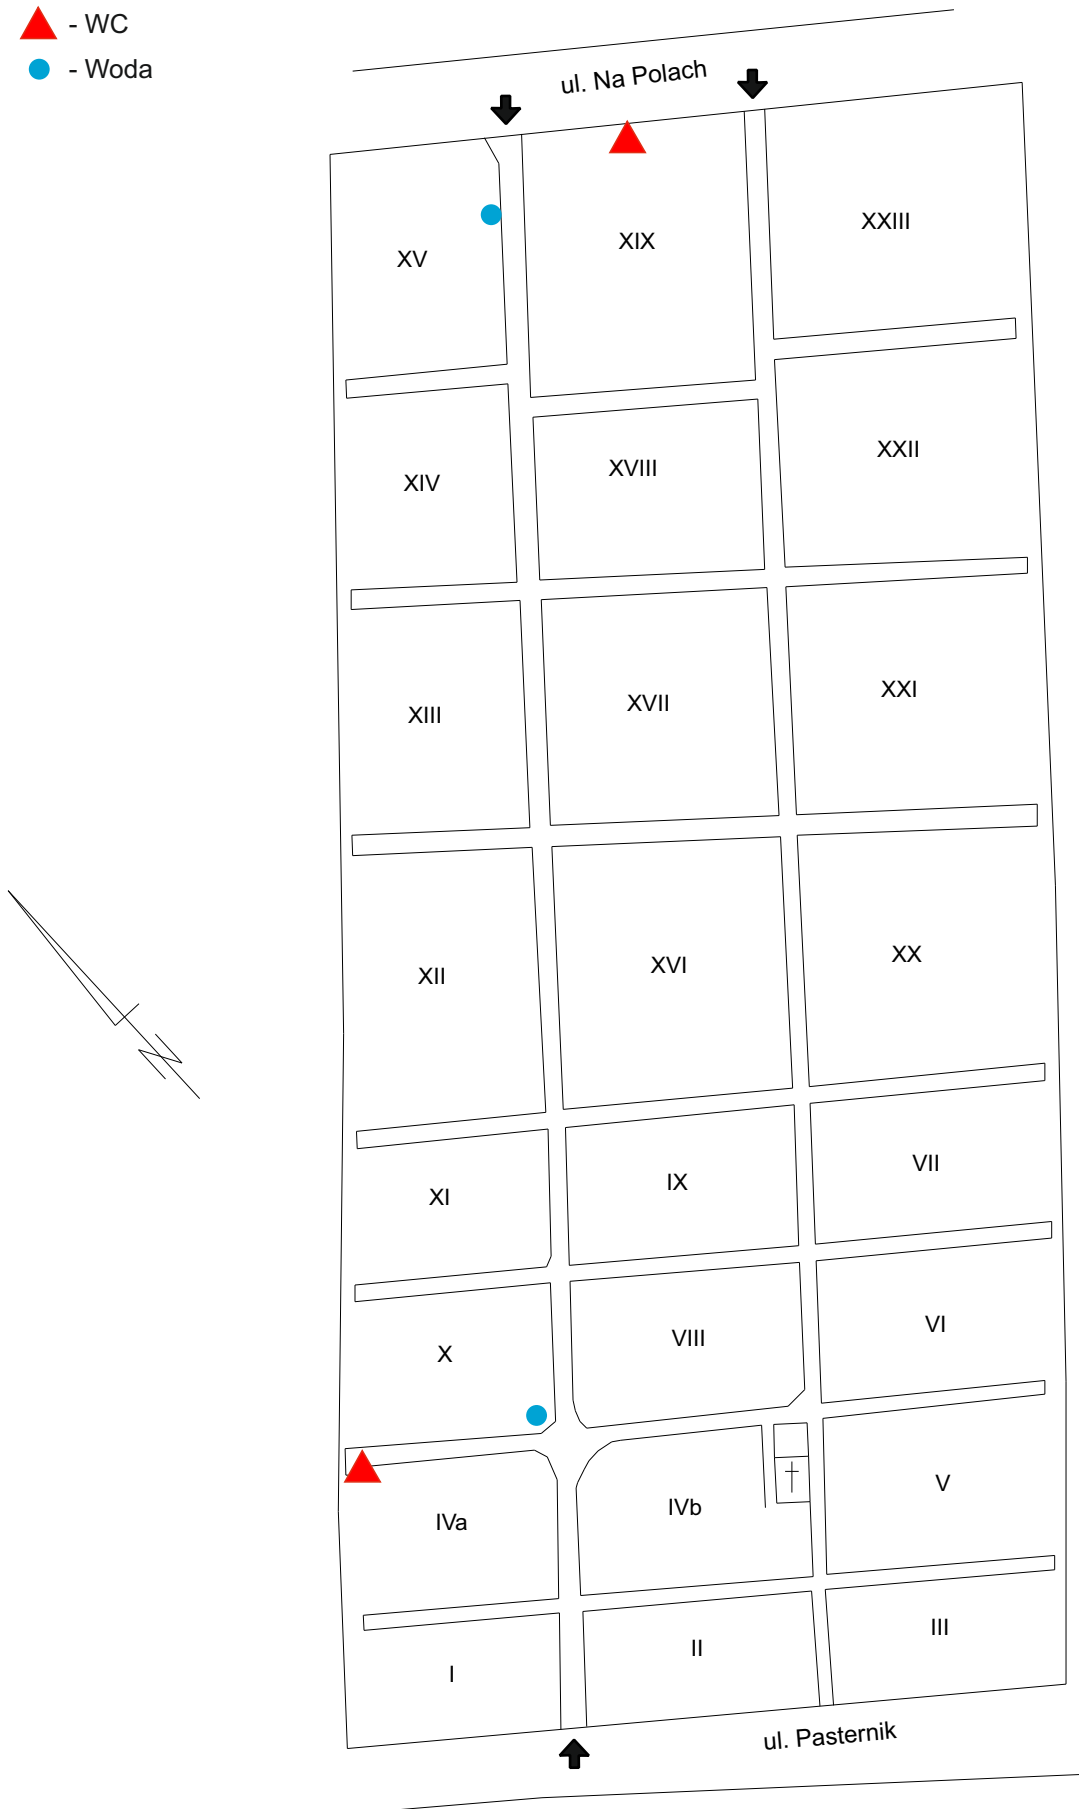 - WC
- Woda
ul. Na Polach
XV
XIX
XXIII
XIV
XVIII
XXII
XIII
XVII
XXI
XII
XVI
XX
XI
IX
VII
X
VIII
VI
IVa
IVb
V
I
II
III
N
ul. Pasternik